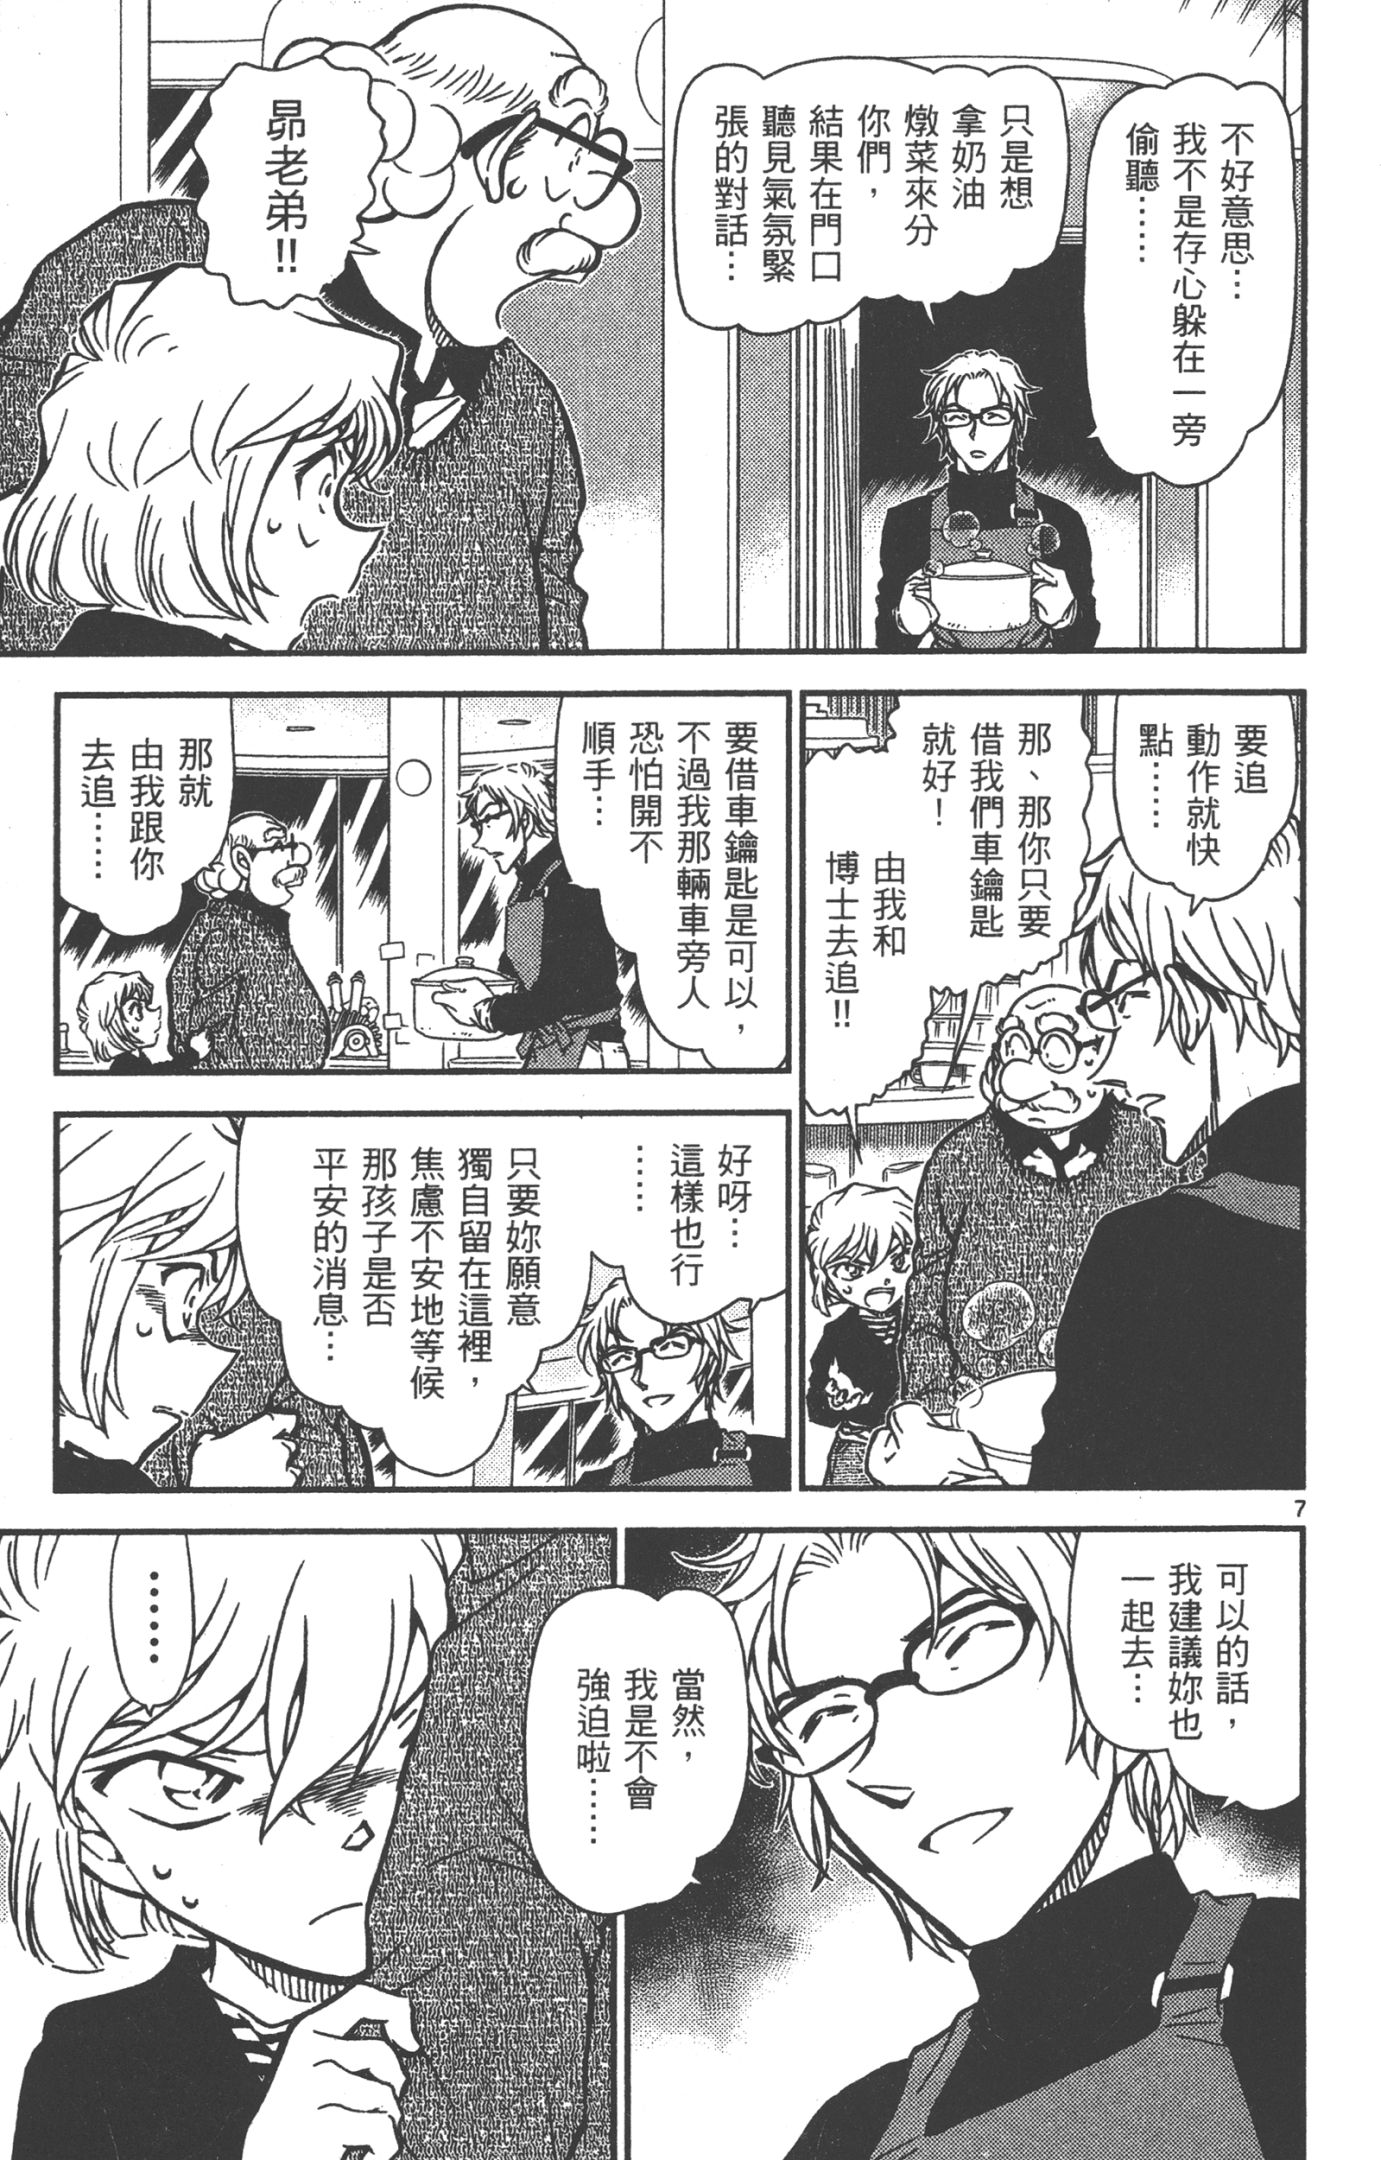 不好意思…
我不是存心躲在一旁
偷聽……
只是想
拿奶油
燉菜來分
你們，
結果在門口
聽見氣氛緊
張的對話…
昴老弟!!
要追
動作就快
點……
那、那你只要
借我們車鑰匙
就好！
由我和
博士去追!!
要借車鑰匙是可以，
不過我那輛車旁人
恐怕開不
順手…
那就
由我跟你
去追……
好呀…
這樣也行
……
只要妳願意
獨自留在這裡，
焦慮不安地等候
那孩子是否
平安的消息…
7
可以的話，
我建議妳也
一起去…
當然，
我是不會
強迫啦……
……